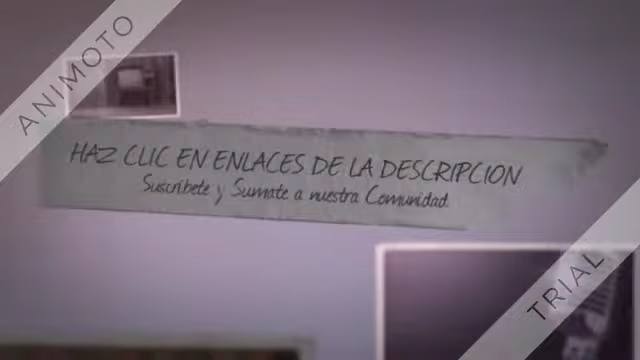 ANIMOTO
HAZ CLIC EN ENLACES DE LA DESCRIPCION
Suscribete y Sumate a nuestra Comunidad
TRIAL